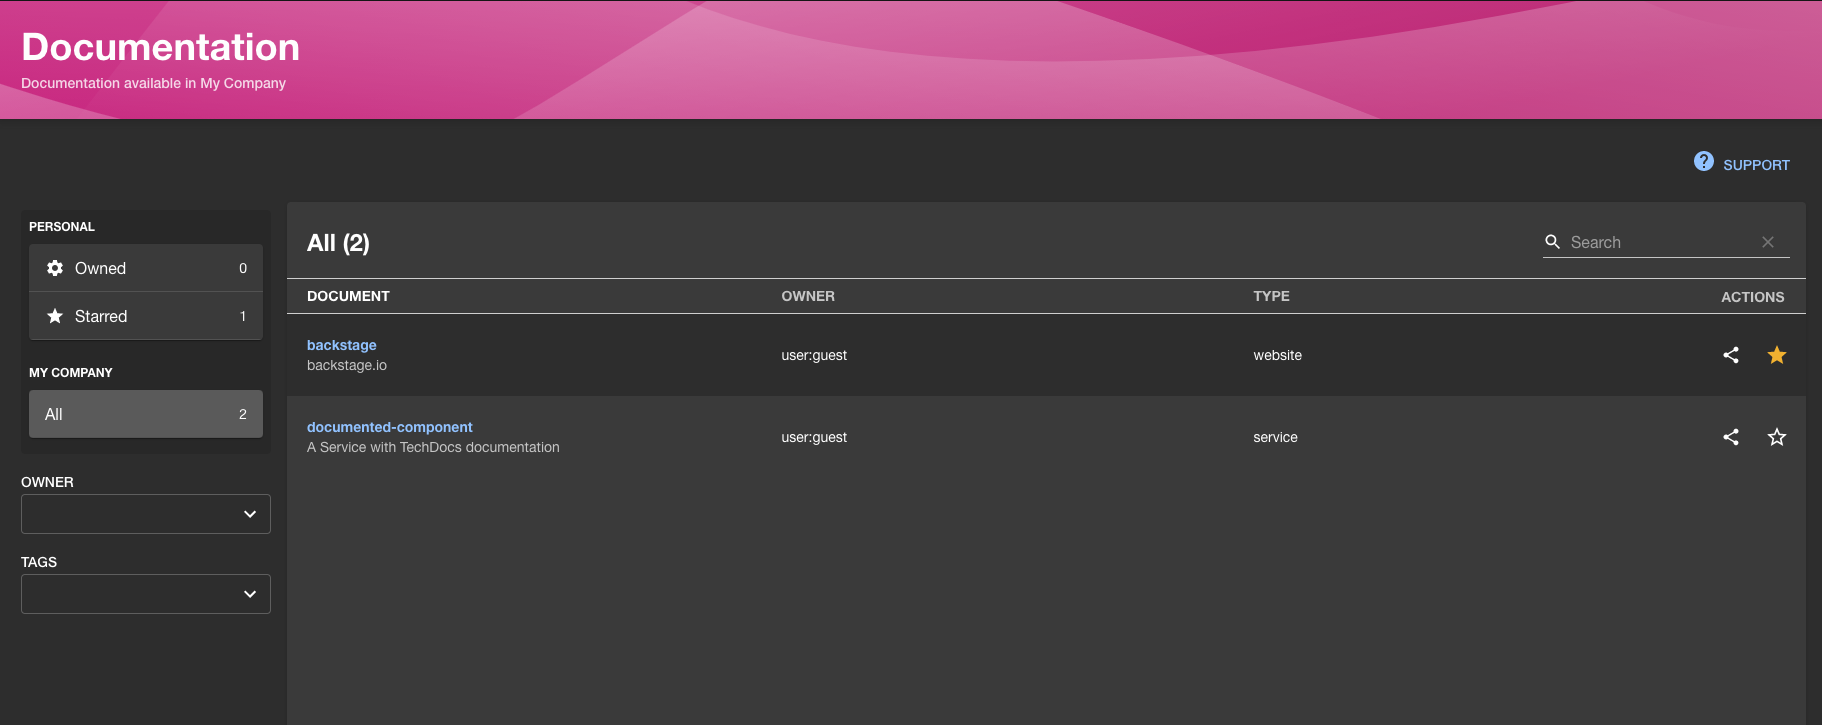 Documentation
Documentation available in My Company
SUPPORT
PERSONAL
Owned 0
Starred 1
MY COMPANY
All 2
OWNER
TAGS
All (2)
Search
DOCUMENT OWNER TYPE ACTIONS
backstage
backstage.io
user:guest
website
documented-component
A Service with TechDocs documentation
user:guest
service